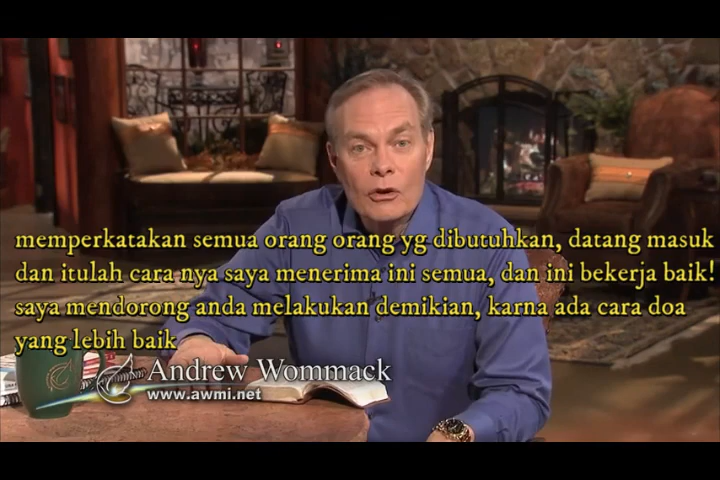 memperkatakan semua orang orang yg dibutuhkan, datang masuk
dan itulah cara nya saya menerima ini semua, dan ini bekerja baik!
saya mendorong anda melakukan demikian, karna ada cara doa
yang lebih baik
Andrew Wommack
www.awmi.net